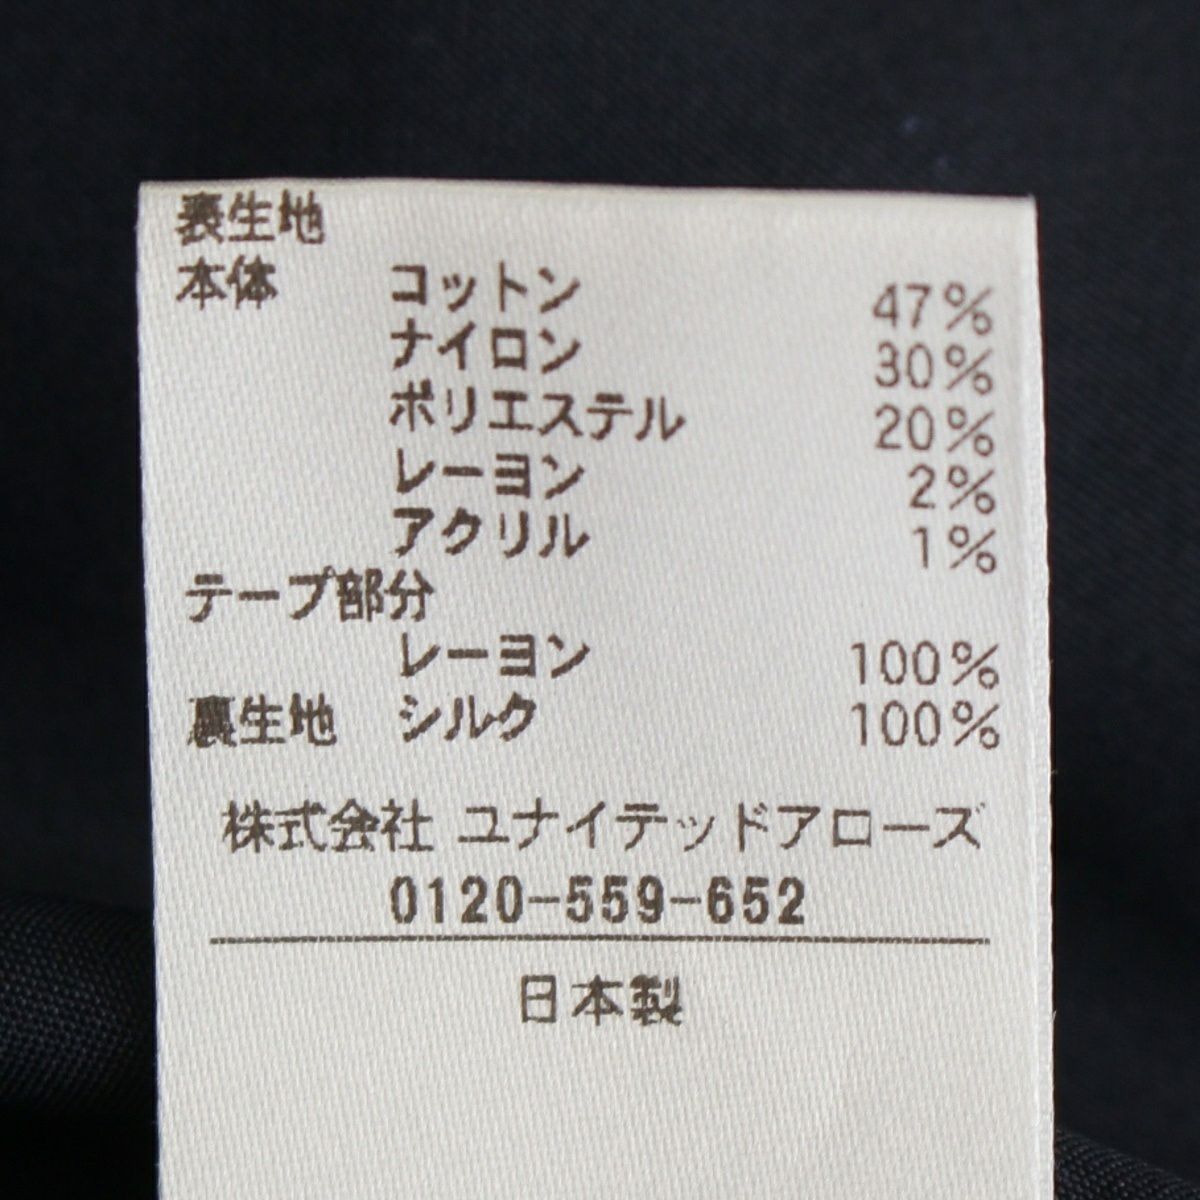 表生地
本体 コットン 47%
ナイロン 30%
ポリエステル 20%
レーヨン 2%
アクリル 1%
テープ部分
レーヨン 100%
裏生地 シルク 100%
株式会社 ユナイテッドアローズ
0120-559-652
日本製